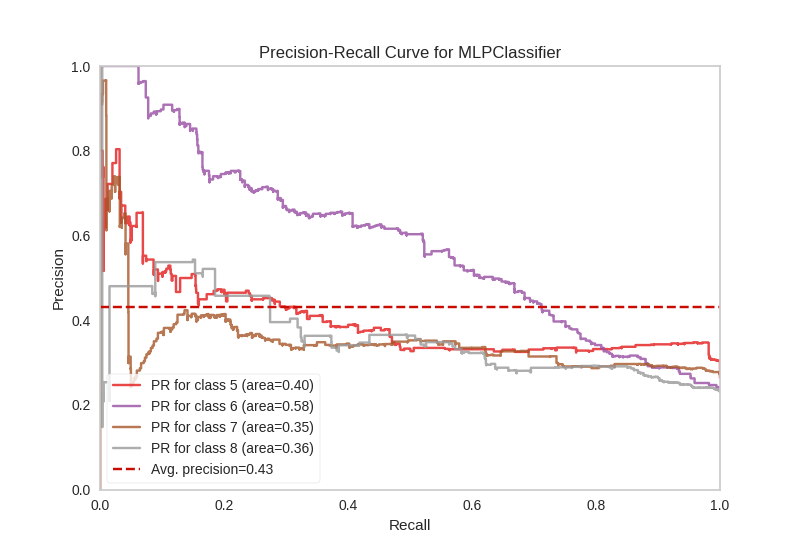 Precision-Recall Curve for MLPClassifier
1.0
0.8
0.6
0.4
0.2
0.0
Precision
PR for class 5 (area=0.40)
PR for class 6 (area=0.58)
PR for class 7 (area=0.35)
PR for class 8 (area=0.36)
Avg. precision=0.43
0.0 0.2 0.4 0.6 0.8 1.0
Recall